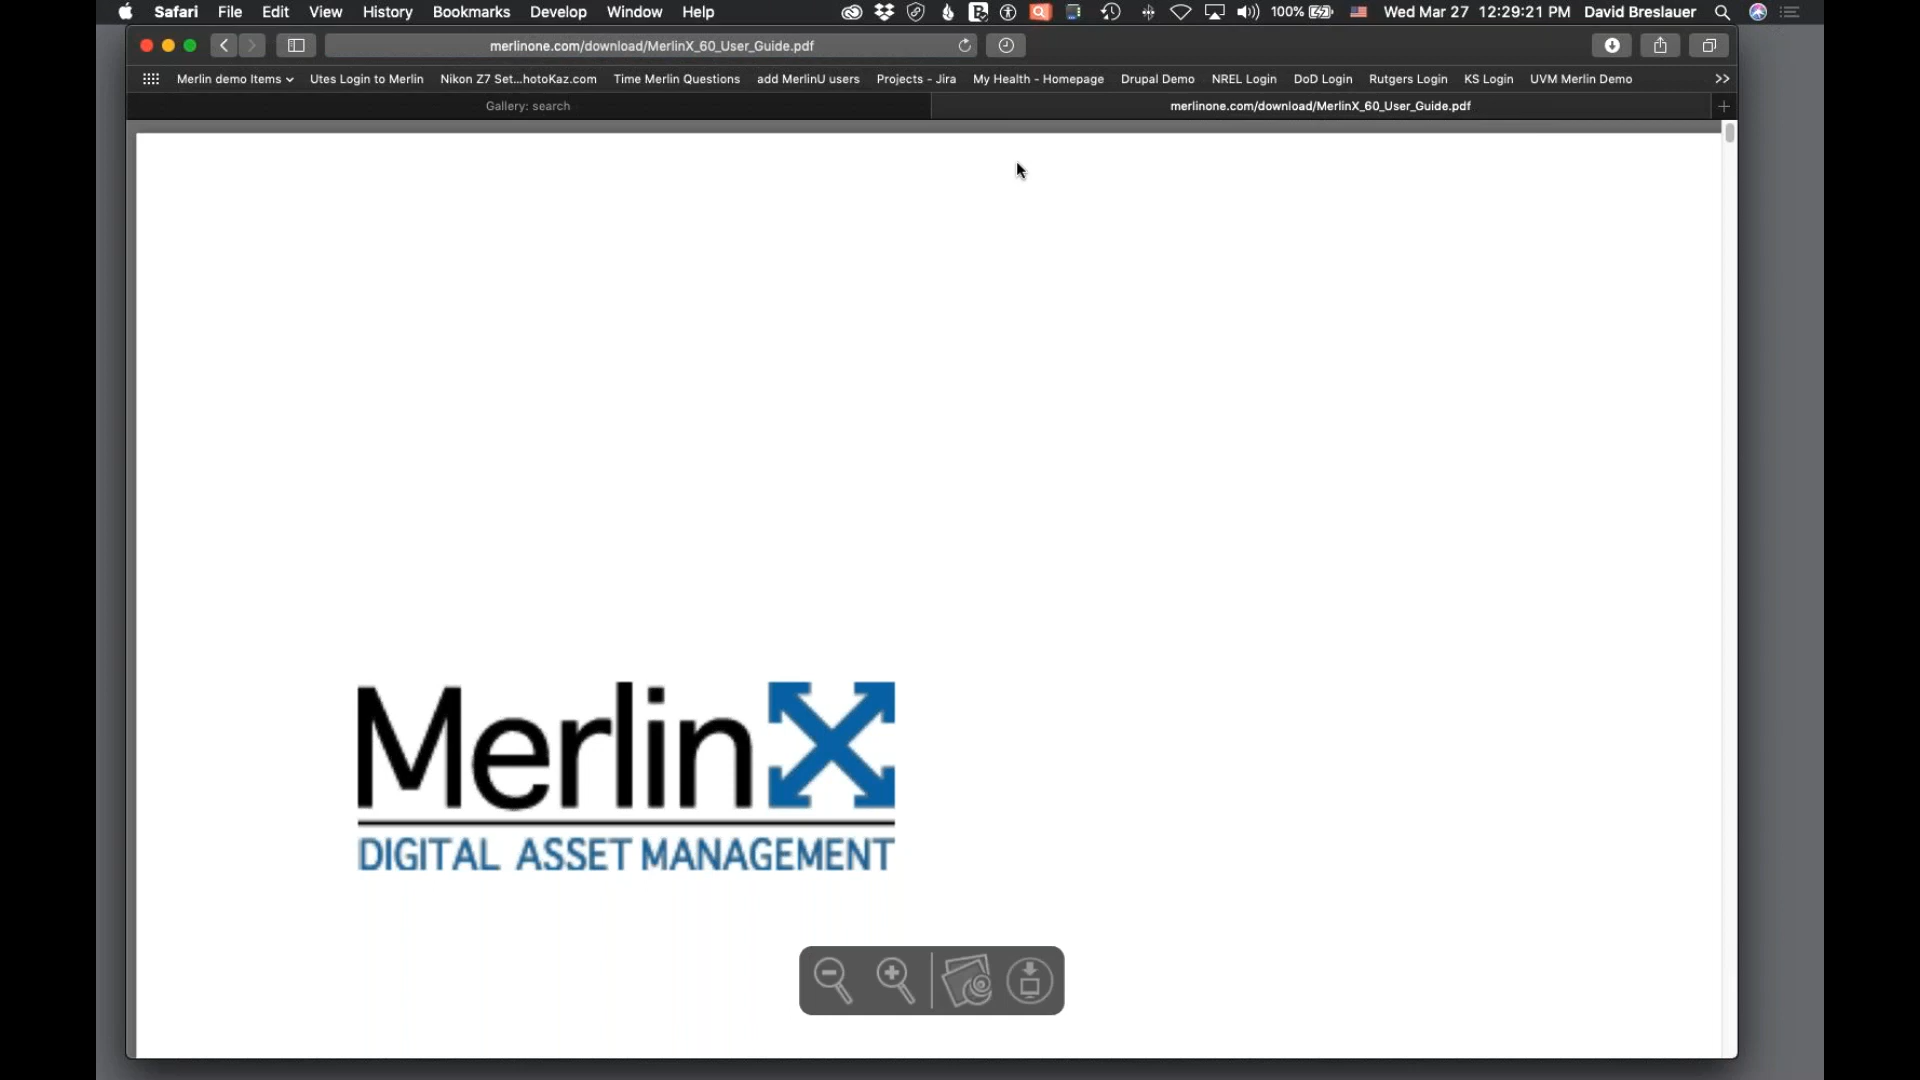 Safari File Edit View History Bookmarks Develop Window Help 100% Wed Mar 27 12:29:21 PM David Breslauer
merlinone.com/download/MerlinX_60_User_Guide.pdf
Merlin demo Items Utes Login to Merlin Nikon Z7 Set...hotoKaz.com Time Merlin Questions add MerlinU users Projects - Jira My Health - Homepage Drupal Demo NREL Login DoD Login Rutgers Login KS Login UVM Merlin Demo >>
Gallery: search merlinone.com/download/MerlinX_60_User_Guide.pdf
MerlinX
DIGITAL ASSET MANAGEMENT